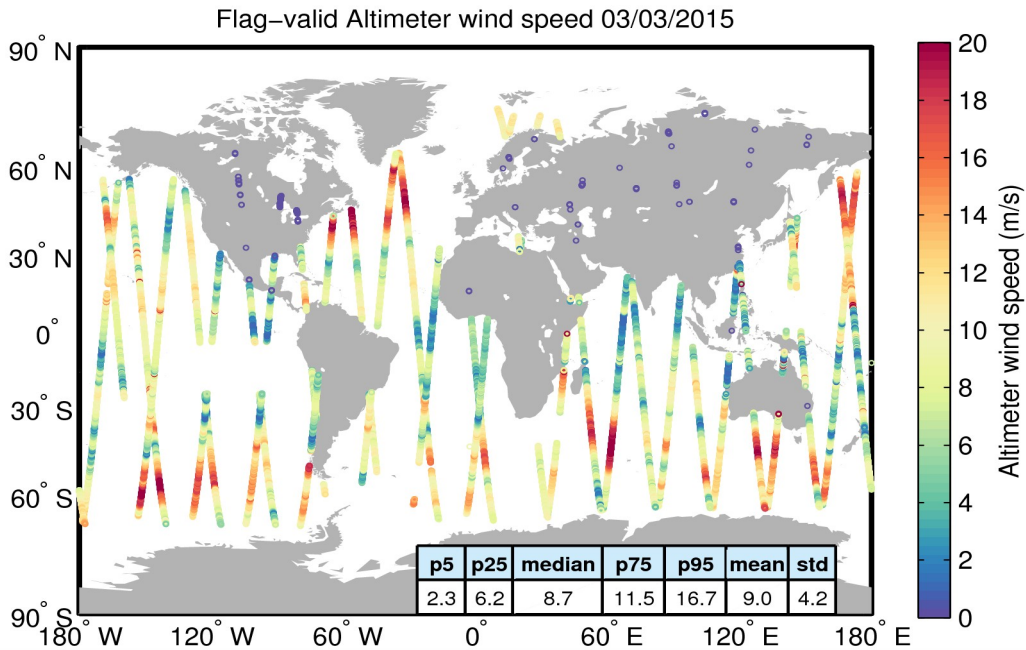 Flag−valid Altimeter wind speed 03/03/2015
90° N
60° N
30° N
0°
30° S
60° S
90° S
180° W
120° W
60° W
0°
60° E
120° E
180° E
p5 p25 median p75 p95 mean std
2.3 6.2 8.7 11.5 16.7 9.0 4.2
20
18
16
14
12
10
8
6
4
2
0
Altimeter wind speed (m/s)